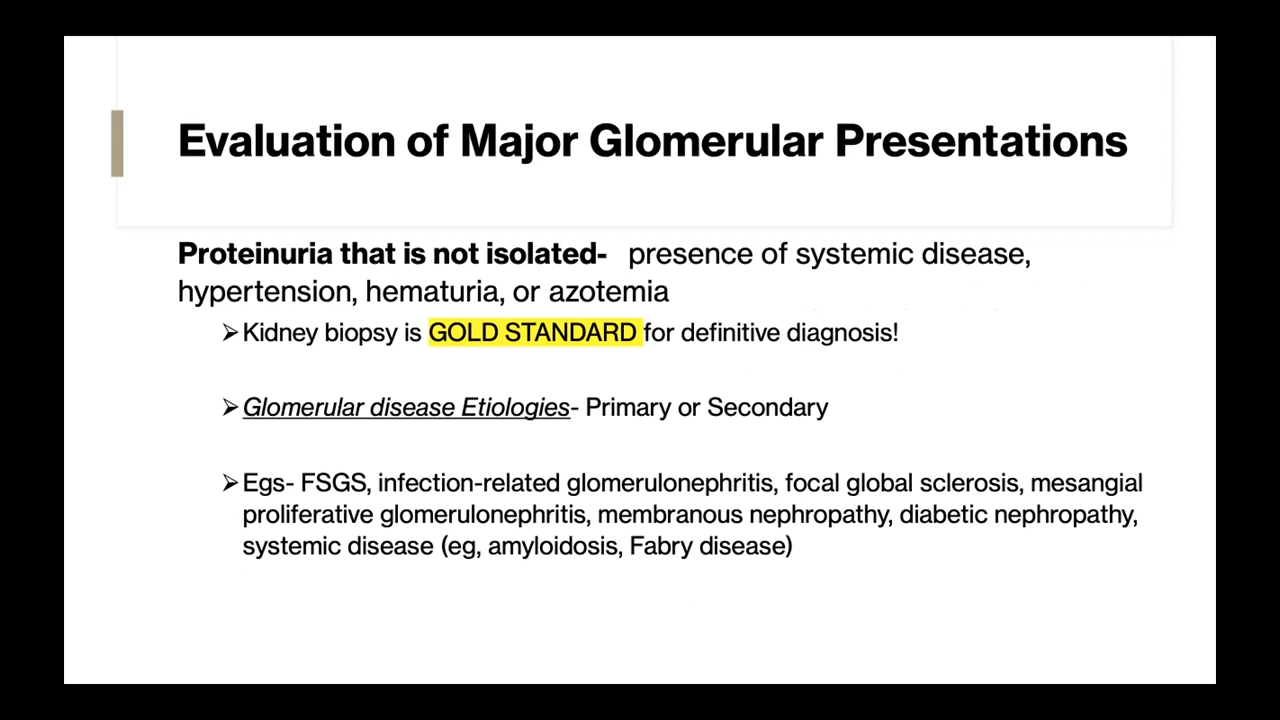 Evaluation of Major Glomerular Presentations
Proteinuria that is not isolated- presence of systemic disease,
hypertension, hematuria, or azotemia
➢Kidney biopsy is GOLD STANDARD for definitive diagnosis!
➢Glomerular disease Etiologies- Primary or Secondary
➢Egs- FSGS, infection-related glomerulonephritis, focal global sclerosis, mesangial
proliferative glomerulonephritis, membranous nephropathy, diabetic nephropathy,
systemic disease (eg, amyloidosis, Fabry disease)